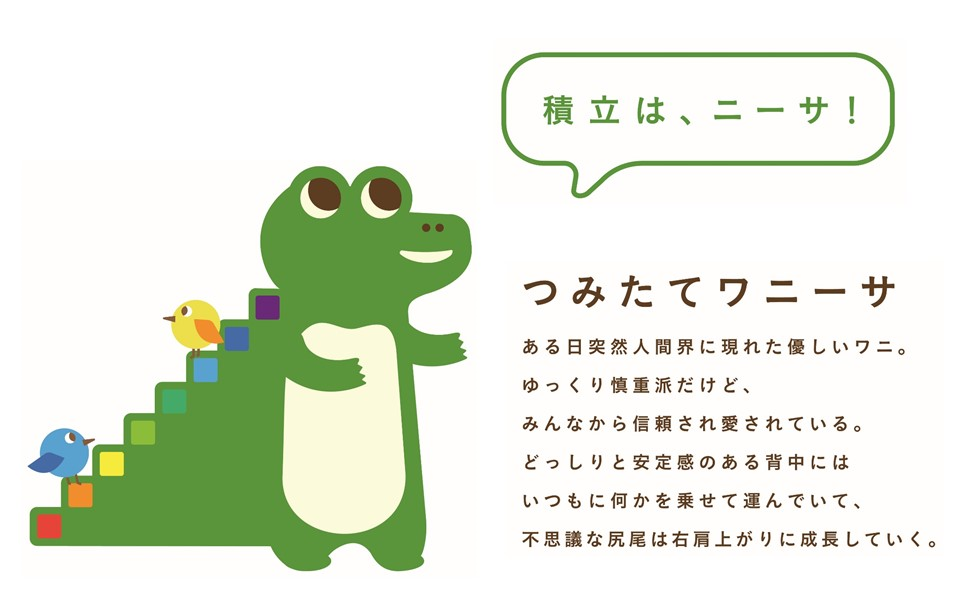 積立は、ニーサ！
つみたてワニーサ
ある日突然人間界に現れた優しいワニ。
ゆっくり慎重派だけど、
みんなから信頼され愛されている。
どっしりと安定感のある背中には
いつもに何かを乗せて運んでいて、
不思議な尻尾は右肩上がりに成長していく。